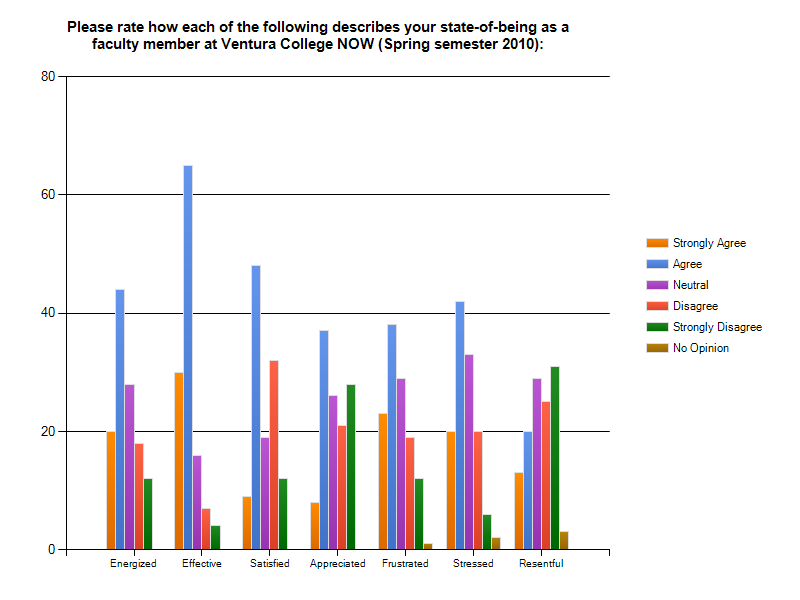 Please rate how each of the following describes your state-of-being as a
faculty member at Ventura College NOW (Spring semester 2010):
80
60
40
20
0
Energized Effective Satisfied Appreciated Frustrated Stressed Resentful
Strongly Agree
Agree
Neutral
Disagree
Strongly Disagree
No Opinion